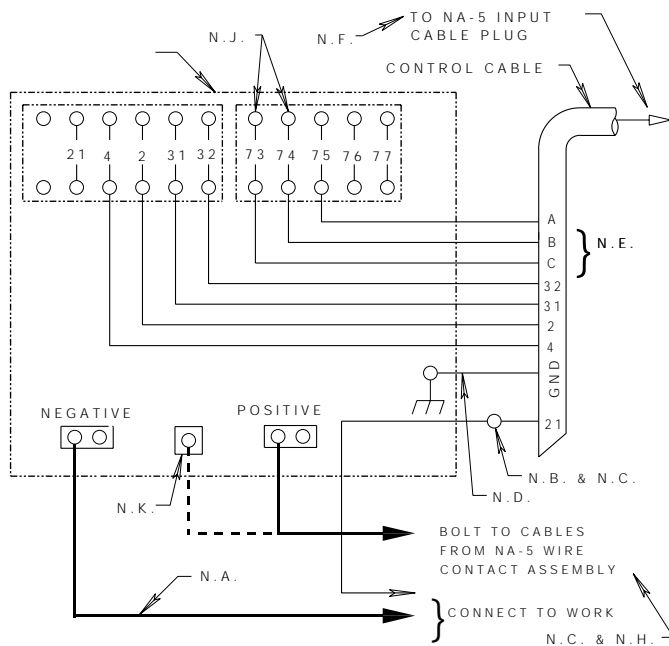 TO NA-5 INPUT
CABLE PLUG
N.J.
N.F.
CONTROL CABLE
21 4 2 31 32 73 74 75 76 77
A
B
C
N.E.
32
31
2
4
GND
21
NEGATIVE
POSITIVE
N.B. & N.C.
N.D.
N.K.
BOLT TO CABLES
FROM NA-5 WIRE
CONTACT ASSEMBLY
N.A.
CONNECT TO WORK
N.C. & N.H.